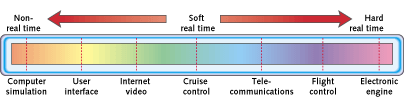 Non-
real time
Soft
real time
Hard
real time
Computer
simulation
User
interface
Internet
video
Cruise
control
Tele-
communications
Flight
control
Electronic
engine